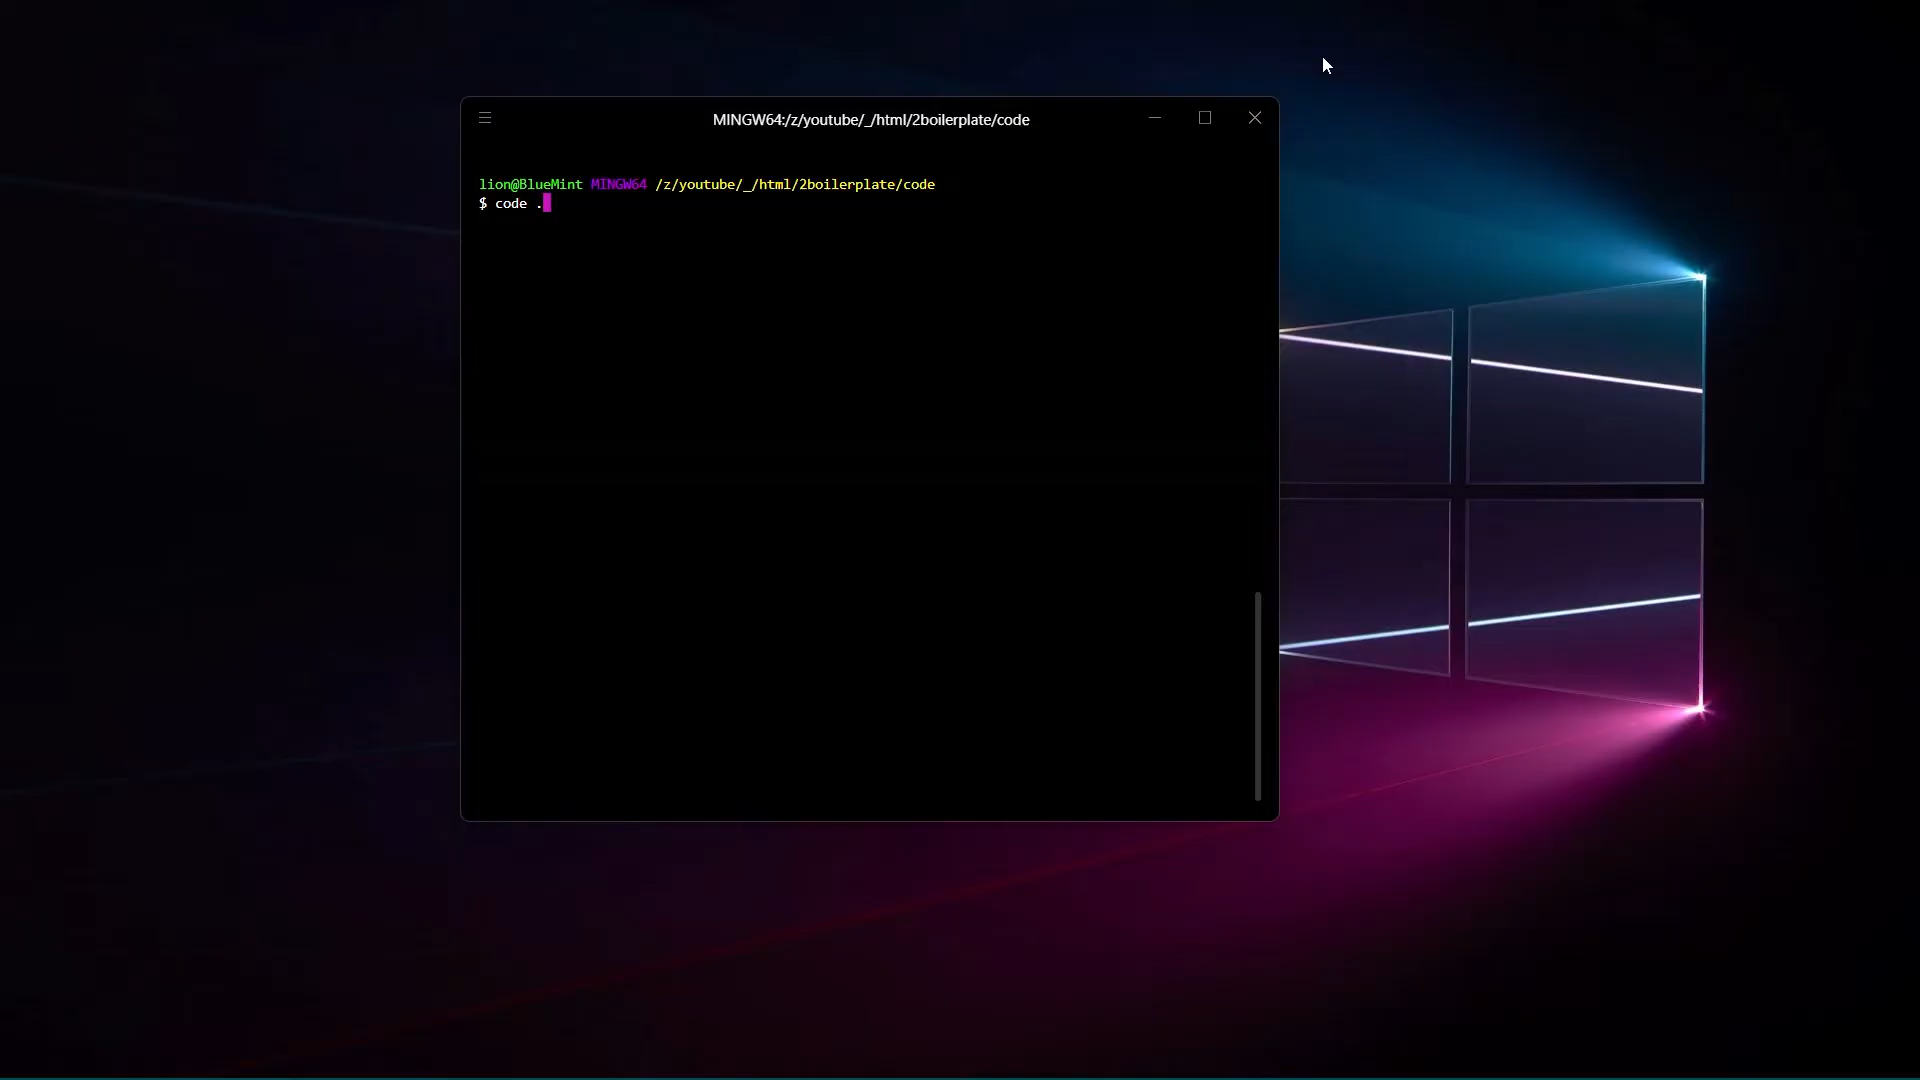 MINGW64:/z/youtube/_/html/2boilerplate/code
lion@BlueMint MINGW64 /z/youtube/_/html/2boilerplate/code
$ code .